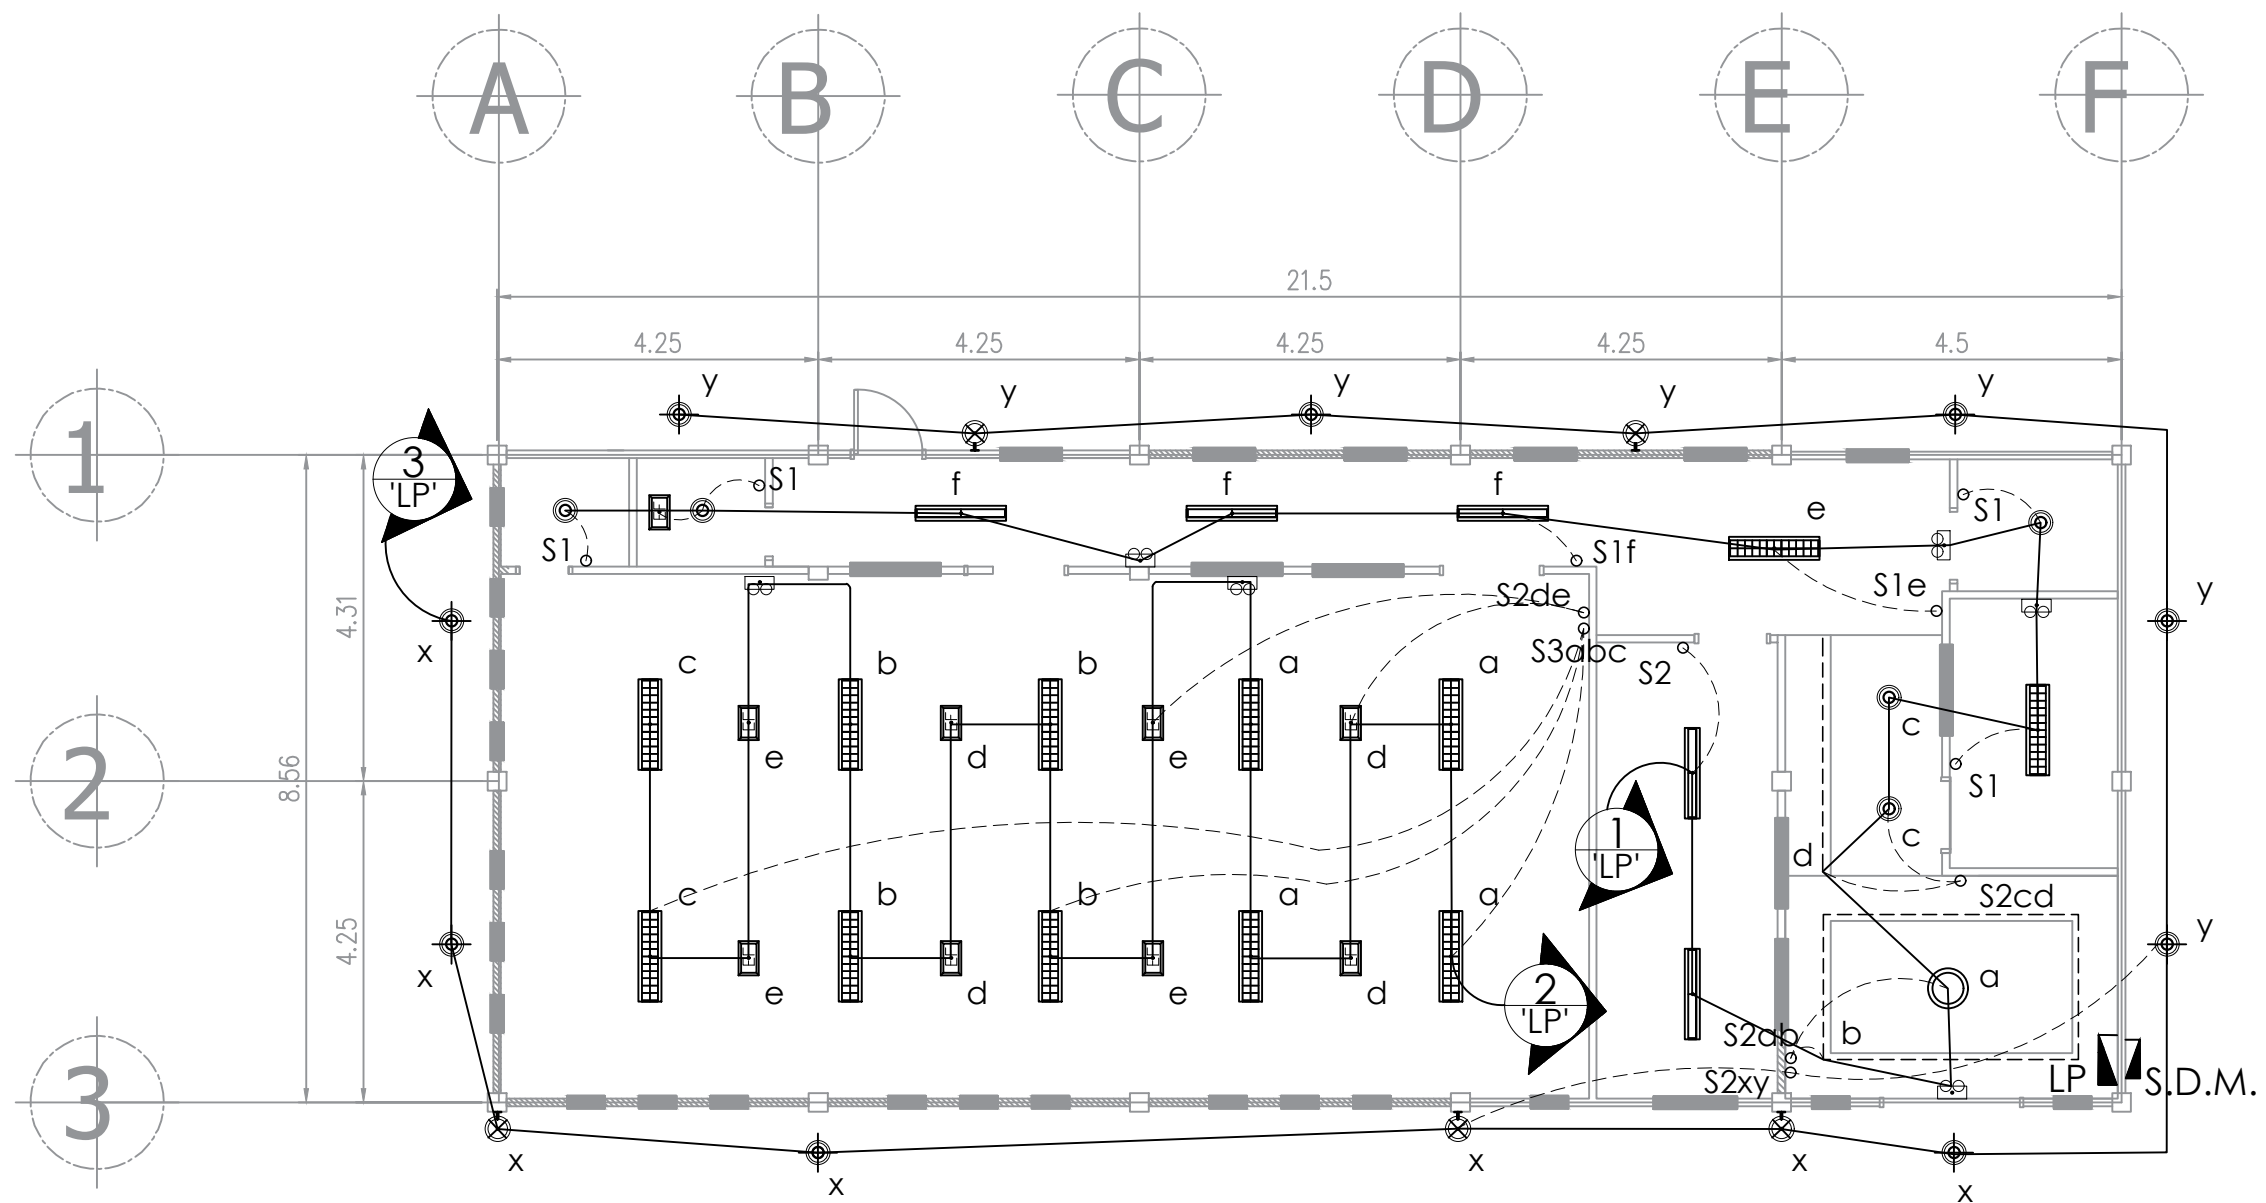 A B C D E F
21.5
4.25 4.25 4.25 4.25 4.5
y y y y y
1
3
'LP'
S1 f f f e S1
S1 S1f
S1e
4.31
S2de
y
x
S3abc
c b b a a S2
2
8.56
e d e d
c
S1
1
'LP'
c
d
c b b a a
S2cd
4.25
x
e d e d
2
'LP'
a
y
S2ab b
S2xy
LP S.D.M.
3
x x x x x